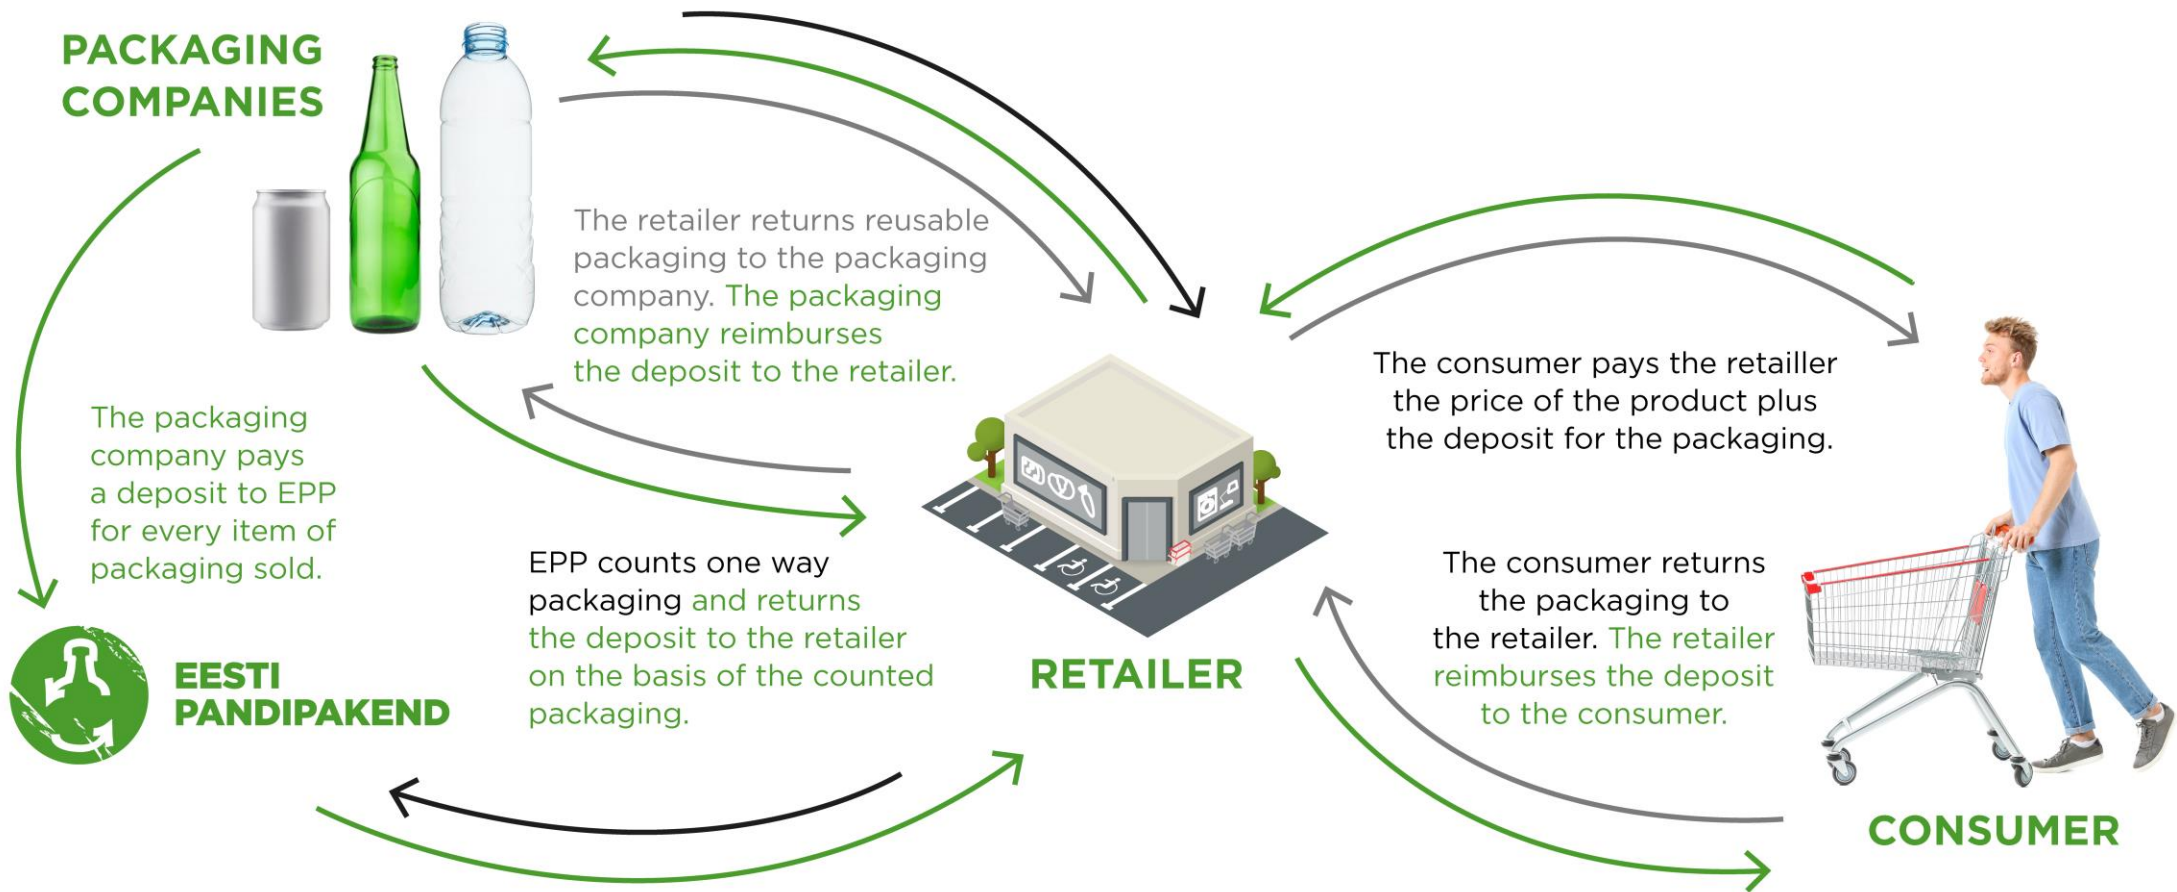 PACKAGING
COMPANIES
The retailer returns reusable
packaging to the packaging
company. The packaging
company reimburses
the deposit to the retailer.
The packaging
company pays
a deposit to EPP
for every item of
packaging sold.
EESTI
PANDIPAKEND
EPP counts one way
packaging and returns
the deposit to the retailer
on the basis of the counted
packaging.
RETAILER
The consumer pays the retailler
the price of the product plus
the deposit for the packaging.
The consumer returns
the packaging to
the retailer. The retailer
reimburses the deposit
to the consumer.
CONSUMER